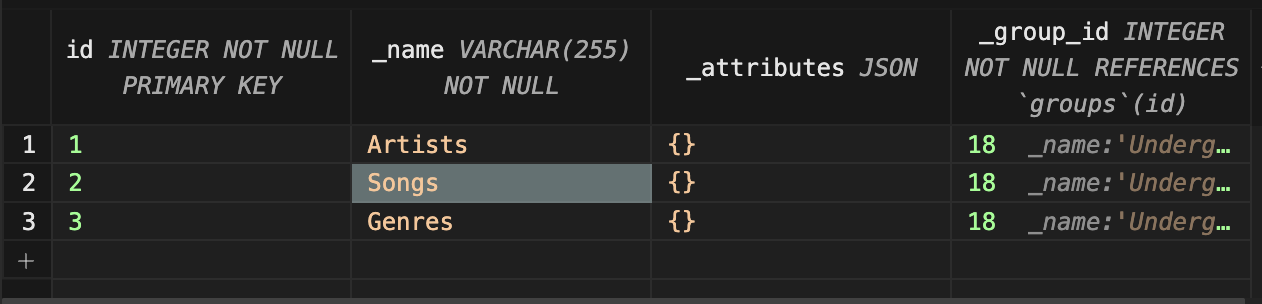 id INTEGER NOT NULL PRIMARY KEY
_name VARCHAR(255) NOT NULL
_attributes JSON
_group_id INTEGER NOT NULL REFERENCES `groups`(id)
1 1 Artists {} 18 _name:'Underg…
2 2 Songs {} 18 _name:'Underg…
3 3 Genres {} 18 _name:'Underg…
+